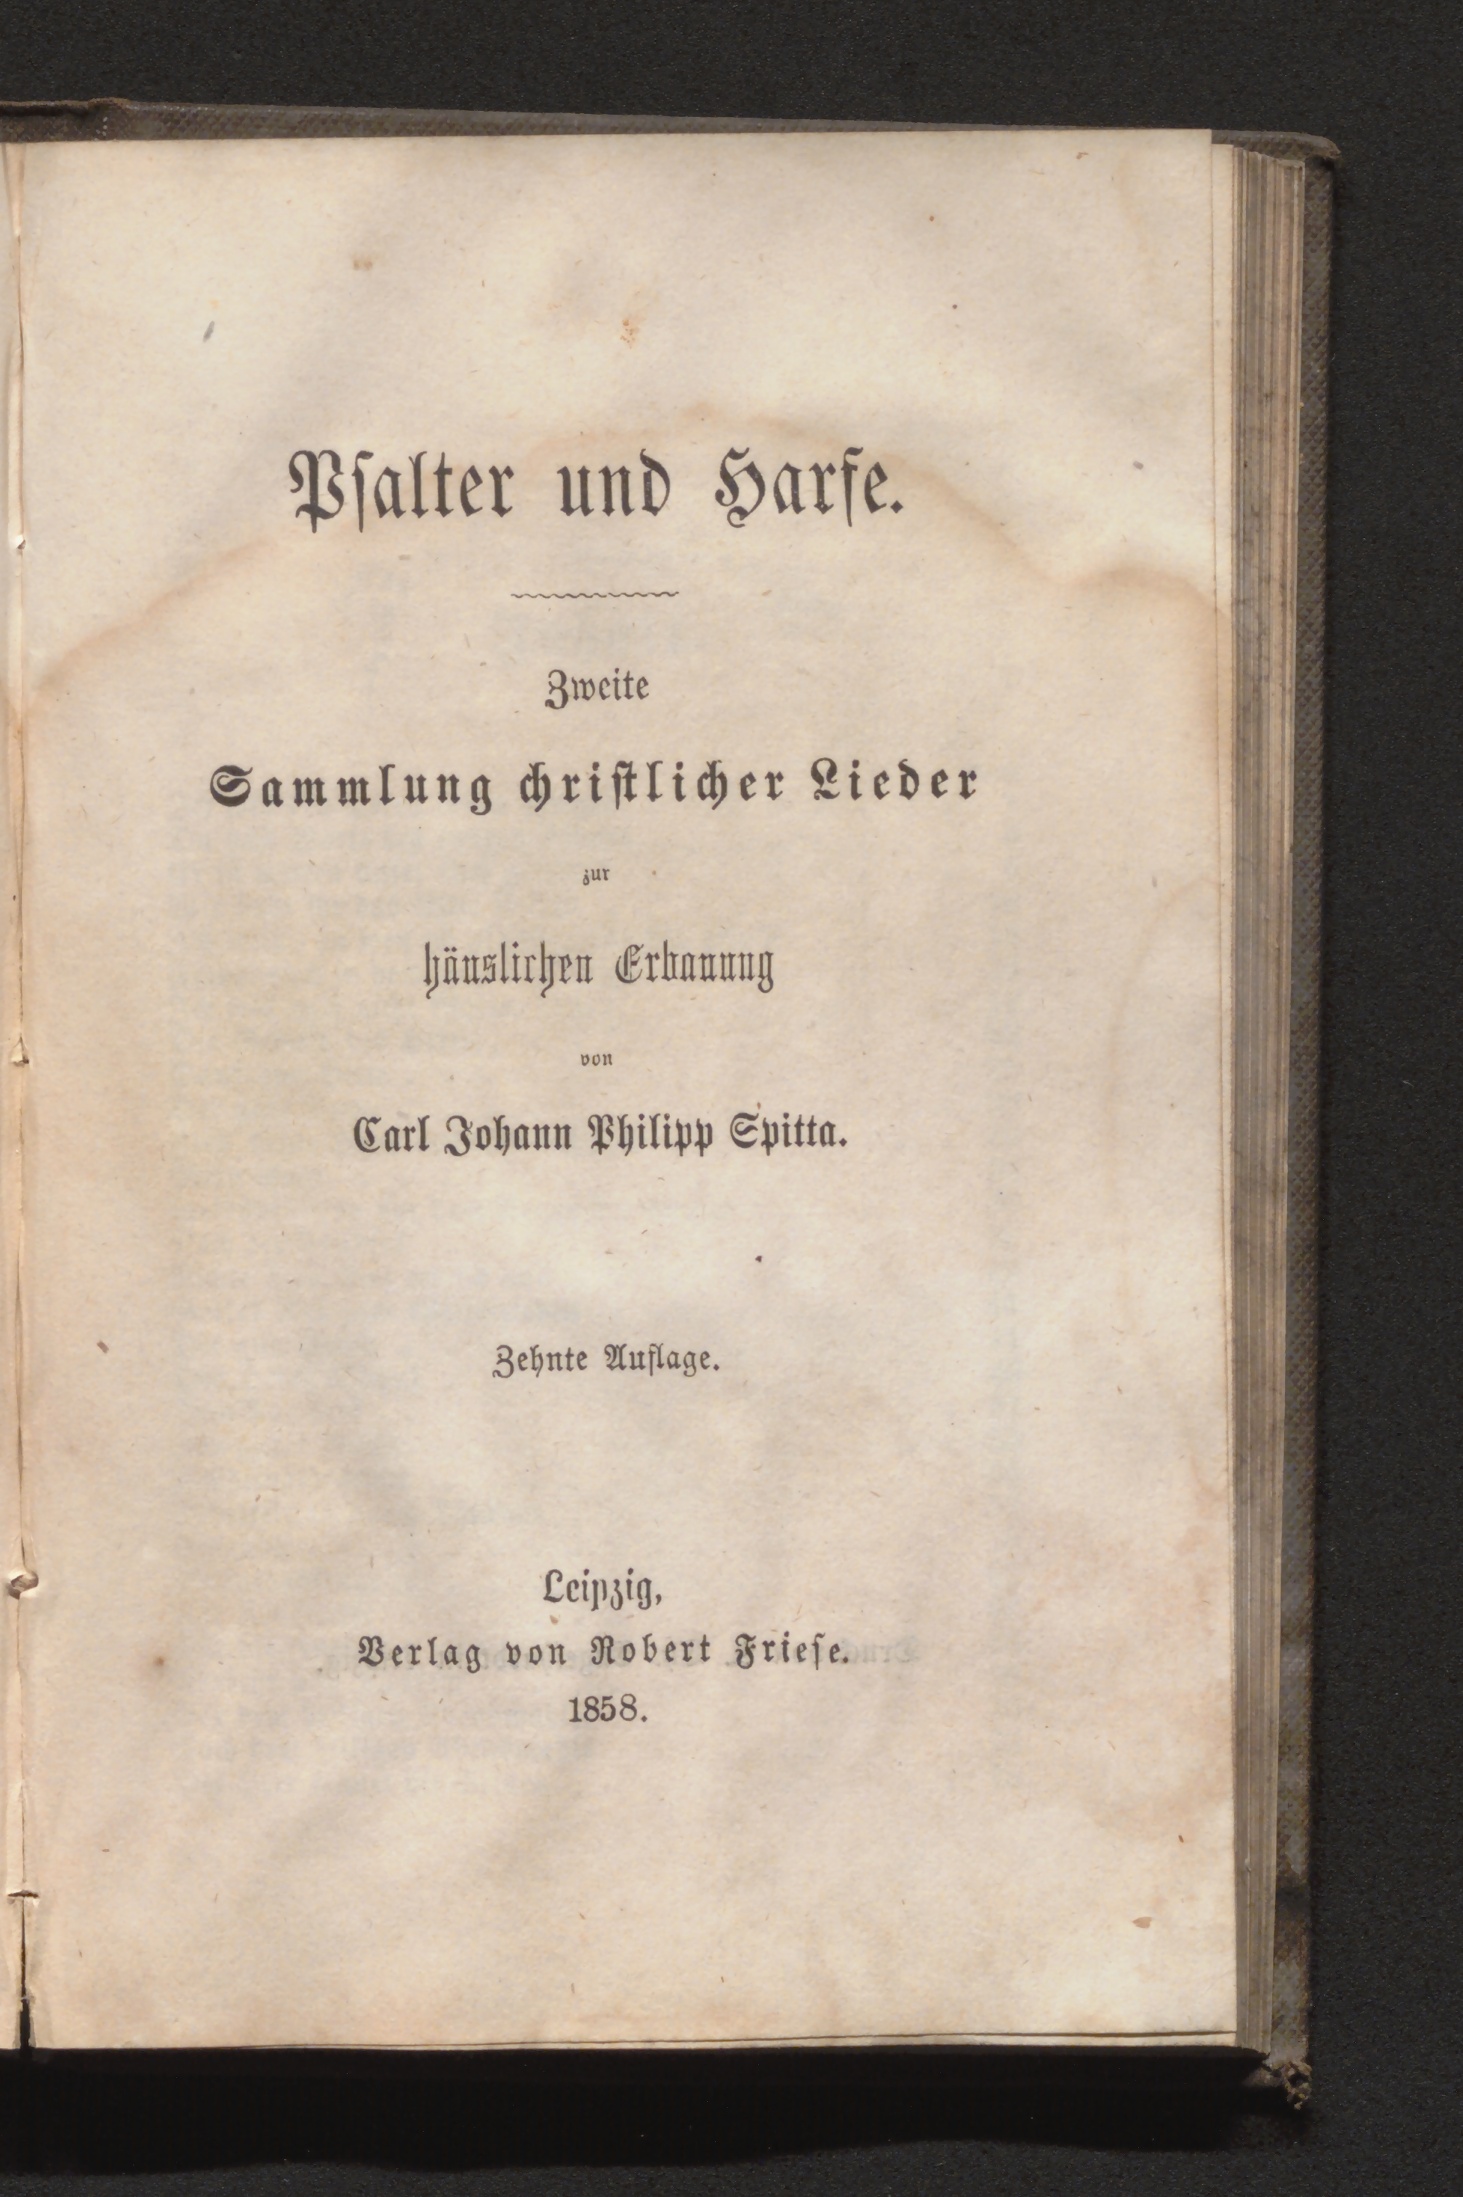 Pſalter und Harfe.
Zweite
Sammlung chriſtlicher Lieder
zur
häuslichen Erbauung
von
Carl Johann Philipp Spitta.
Zehnte Auflage.
Leipzig,
Verlag von Robert Frieſe.
1858.